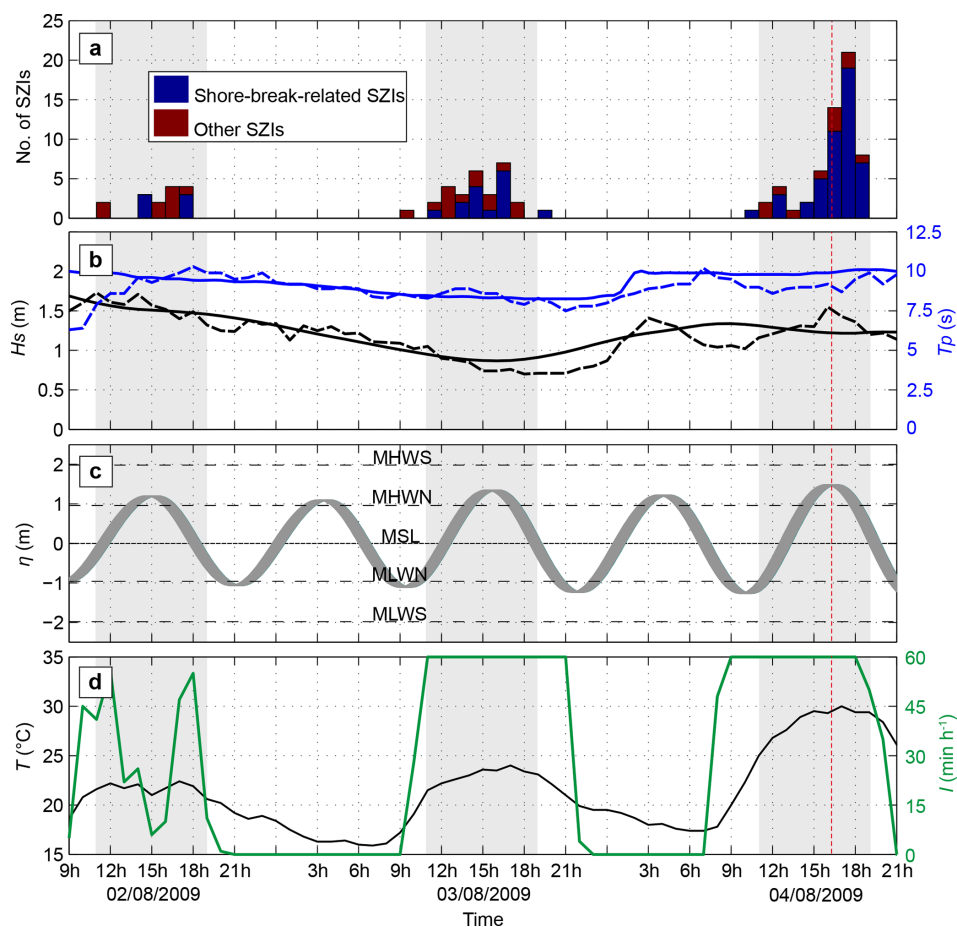 a
No. of SZIs
30
25
20
15
10
5
0
Shore-break-related SZIs
Other SZIs
b
Hs (m)
2
1.5
1
0.5
0
12.5
10
7.5
5
2.5
0
Tp (s)
c
η (m)
2
1
0
−1
−2
MHWS
MHWN
MSL
MLWN
MLWS
d
T (°C)
35
30
25
20
15
60
45
30
15
0
I (min h⁻¹)
9h 12h 15h 18h 21h 3h 6h 9h 12h 15h 18h 21h 3h 6h 9h 12h 15h 18h 21h
02/08/2009 03/08/2009 04/08/2009
Time